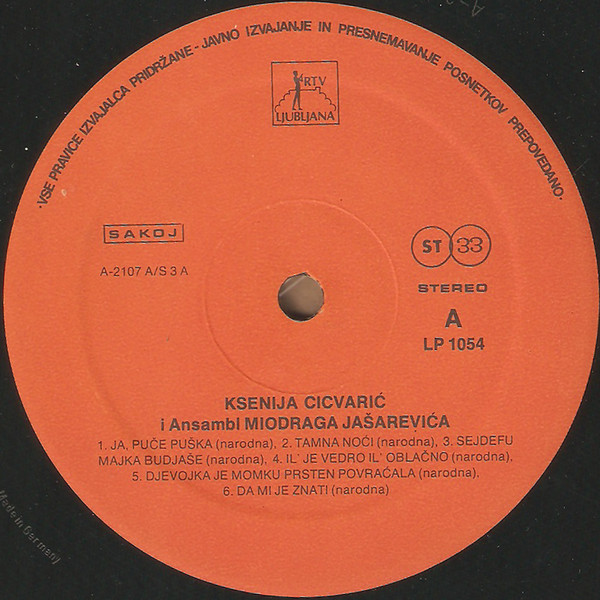 ·VSE PRAVICE IZVAJALCA PRIDRŽANE - JAVNO IZVAJANJE IN PRESNEMAVANJE POSNETKOV PREPOVEDANO·
RTV
LJUBLJANA
SAKOJ
ST 33
A-2107 A/S 3 A
STEREO
A
LP 1054
KSENIJA CICVARIĆ
i Ansambl MIODRAGA JAŠAREVIĆA
1. JA, PUČE PUŠKA (narodna), 2. TAMNA NOĆI (narodna), 3. SEJDEFU
MAJKA BUDJAŠE (narodna), 4. IL' JE VEDRO IL' OBLAČNO (narodna),
5. DJEVOJKA JE MOMKU PRSTEN POVRAĆALA (narodna),
6. DA MI JE ZNATI (narodna)
Made in Germany